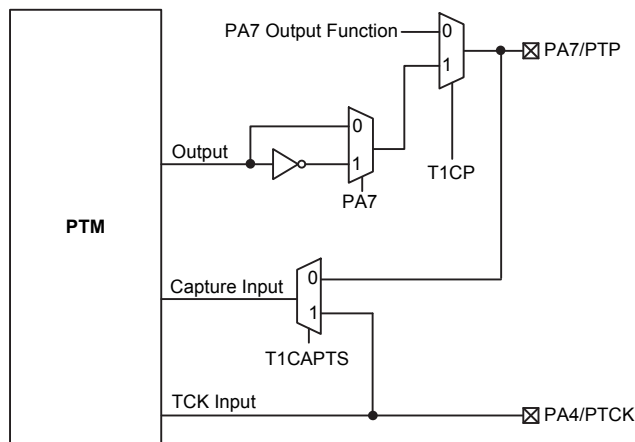 PA7 Output Function
0
1
PA7/PTP
T1CP
Output
0
1
PA7
PTM
Capture Input
0
1
T1CAPTS
TCK Input
PA4/PTCK